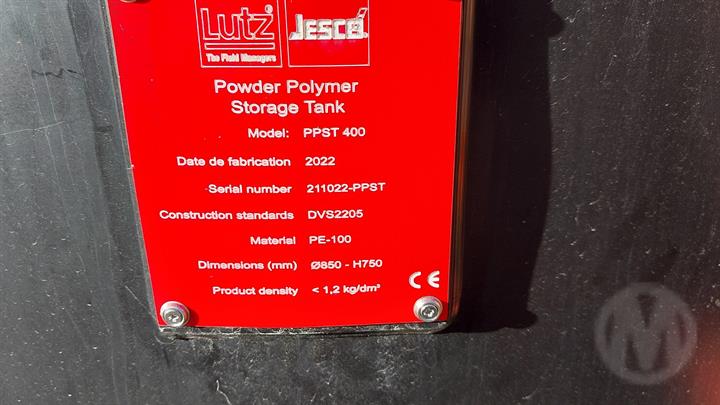 Lutz® Jesco
The Fluid Managers
Powder Polymer
Storage Tank
Model: PPST 400
Date de fabrication 2022
Serial number 211022-PPST
Construction standards DVS2205
Material PE-100
Dimensions (mm) Ø850 - H750
Product density < 1,2 kg/dm³
CE
M